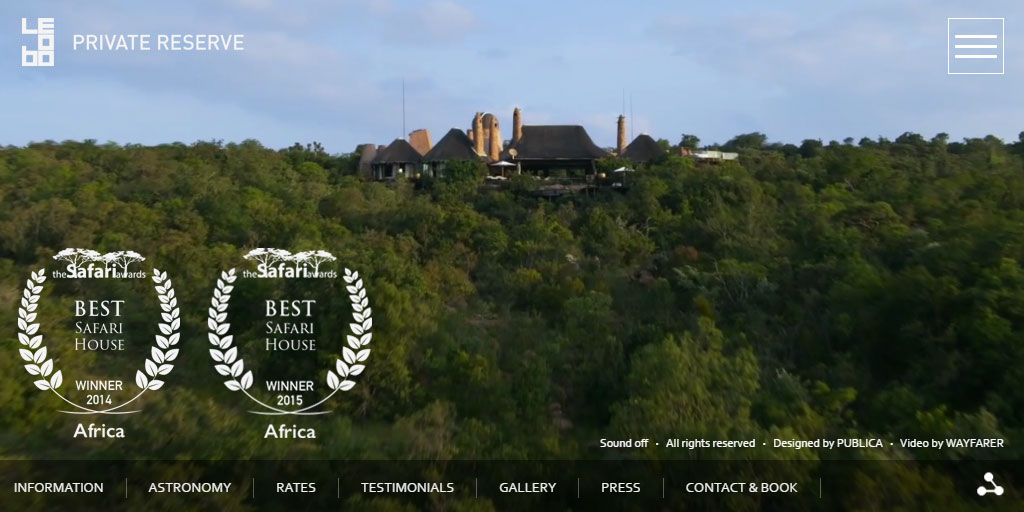 LEOBO
PRIVATE RESERVE
the Safari awards
BEST
SAFARI
HOUSE
WINNER
2014
Africa
the Safari awards
BEST
SAFARI
HOUSE
WINNER
2015
Africa
Sound off • All rights reserved • Designed by PUBLICA • Video by WAYFARER
INFORMATION
ASTRONOMY
RATES
TESTIMONIALS
GALLERY
PRESS
CONTACT & BOOK